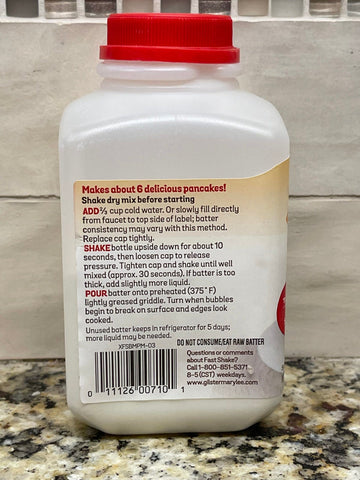 Makes about 6 delicious pancakes!
Shake dry mix before starting
ADD ⅔ cup cold water. Or slowly fill directly
from faucet to top side of label; batter
consistency may vary with this method.
Replace cap tightly.
SHAKE bottle upside down for about 10
seconds, then loosen cap to release
pressure. Tighten cap and shake until well
mixed (approx. 30 seconds). If batter is too
thick, add slightly more liquid.
POUR batter onto preheated (375° F)
lightly greased griddle. Turn when bubbles
begin to break on surface and edges look
cooked.
Unused batter keeps in refrigerator for 5 days;
more liquid may be needed.
DO NOT CONSUME/EAT RAW BATTER
XFSBMPM-03
Questions or comments
about Fast Shake?
Call 1-800-851-5371
8-5 (CST) weekdays.
www.gilstermarylee.com
0 11126 00710 1